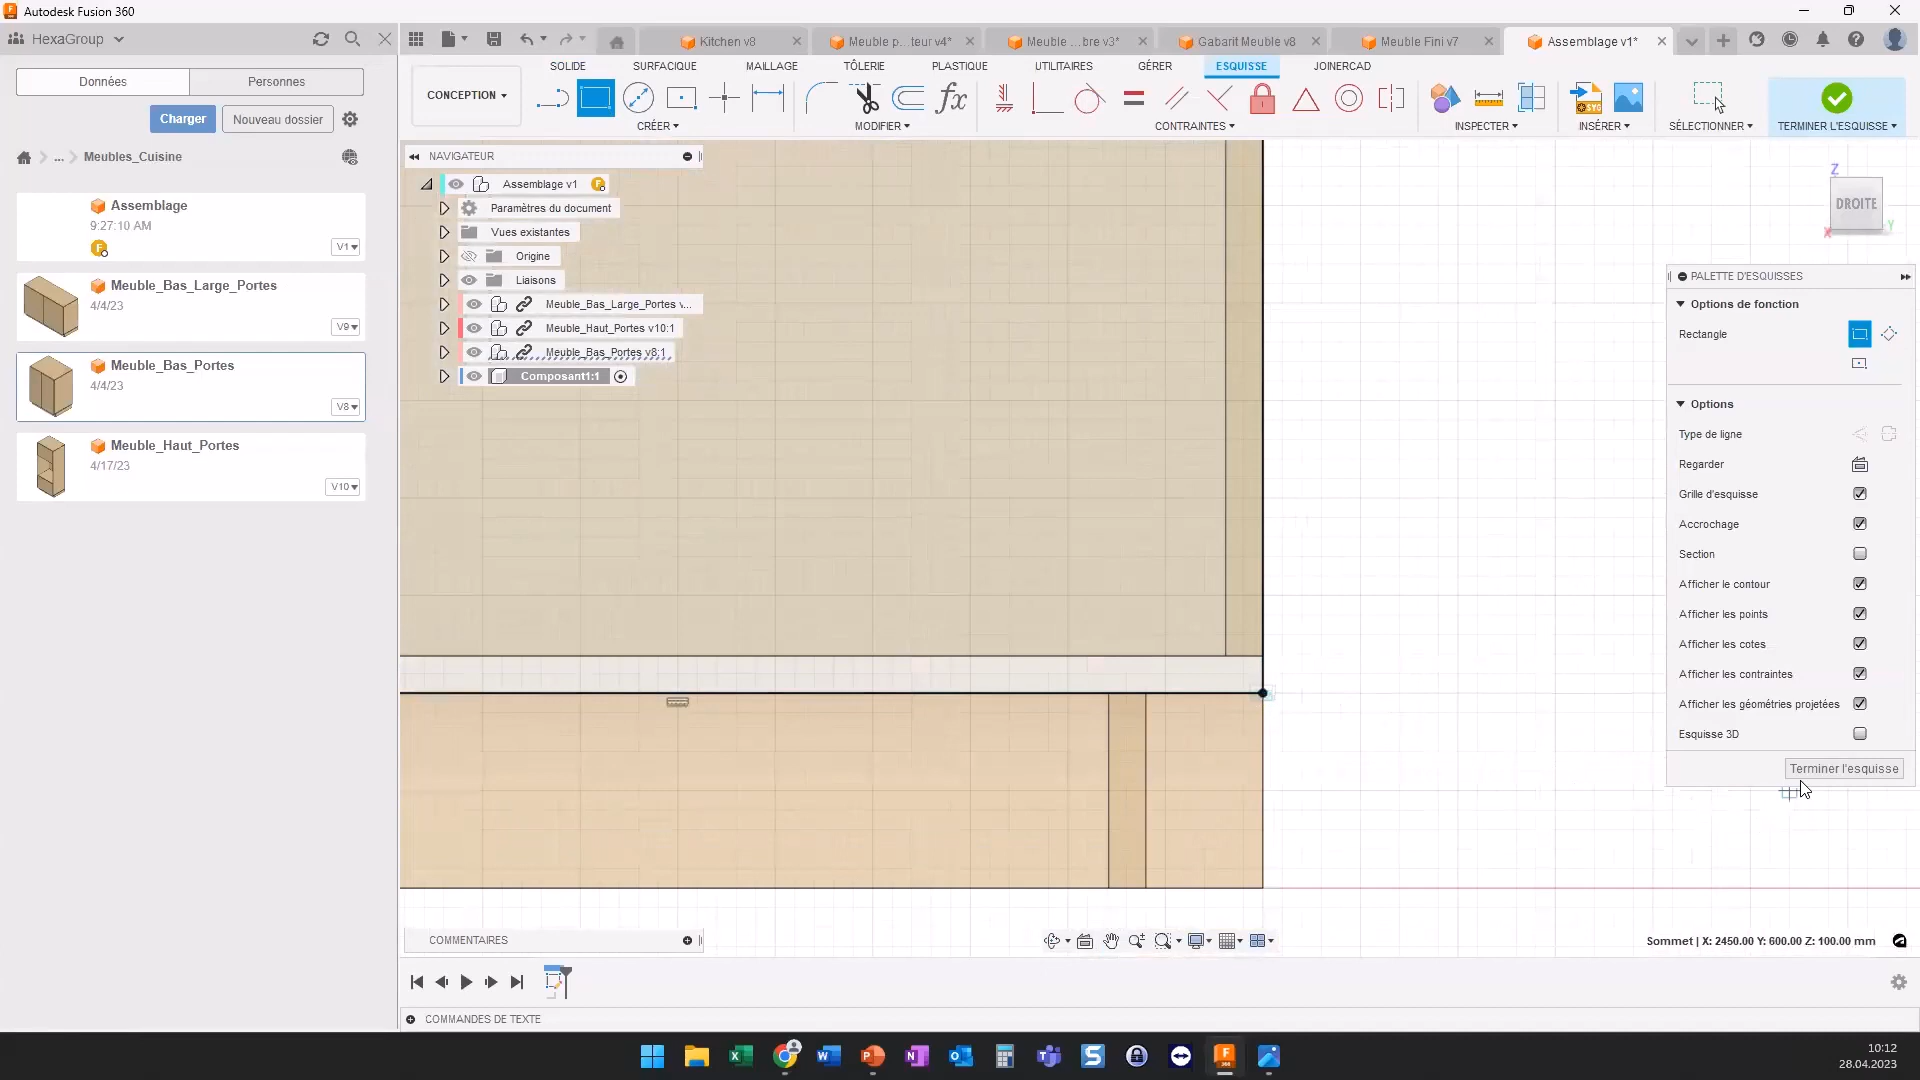 Autodesk Fusion 360
HexaGroup
Kitchen v8
Meuble p...teur v4*
Meuble ...bre v3*
Gabarit Meuble v8
Meuble Fini v7
Assemblage v1*
Données
Personnes
Charger
Nouveau dossier
...
Meubles_Cuisine
Assemblage
9:27:10 AM
V1
Meuble_Bas_Large_Portes
4/4/23
V9
Meuble_Bas_Portes
4/4/23
V8
Meuble_Haut_Portes
4/17/23
V10
CONCEPTION
SOLIDE
SURFACIQUE
MAILLAGE
TÔLERIE
PLASTIQUE
UTILITAIRES
GÉRER
ESQUISSE
JOINERCAD
fx
SVG
CRÉER
MODIFIER
CONTRAINTES
INSPECTER
INSÉRER
SÉLECTIONNER
TERMINER L'ESQUISSE
NAVIGATEUR
Assemblage v1
Paramètres du document
Vues existantes
Origine
Liaisons
Meuble_Bas_Large_Portes v...
Meuble_Haut_Portes v10:1
Meuble_Bas_Portes v8:1
Composant1:1
Z
DROITE
Y
X
PALETTE D'ESQUISSES
Options de fonction
Rectangle
Options
Type de ligne
Regarder
Grille d'esquisse
Accrochage
Section
Afficher le contour
Afficher les points
Afficher les cotes
Afficher les contraintes
Afficher les géométries projetées
Esquisse 3D
Terminer l'esquisse
COMMENTAIRES
Sommet | X: 2450.00 Y: 600.00 Z: 100.00 mm
COMMANDES DE TEXTE
10:12
28.04.2023